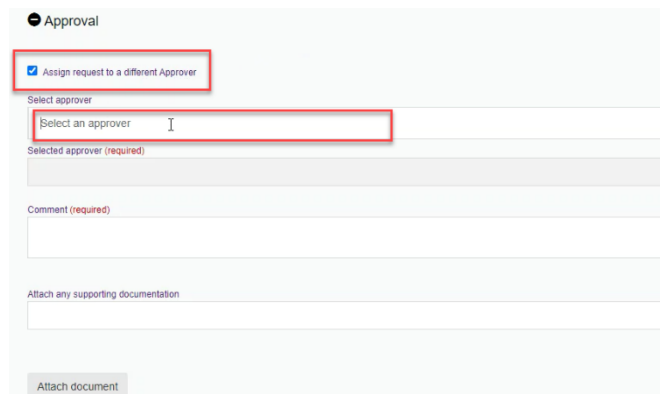 Approval
Assign request to a different Approver
Select approver
Select an approver
Selected approver (required)
Comment (required)
Attach any supporting documentation
Attach document